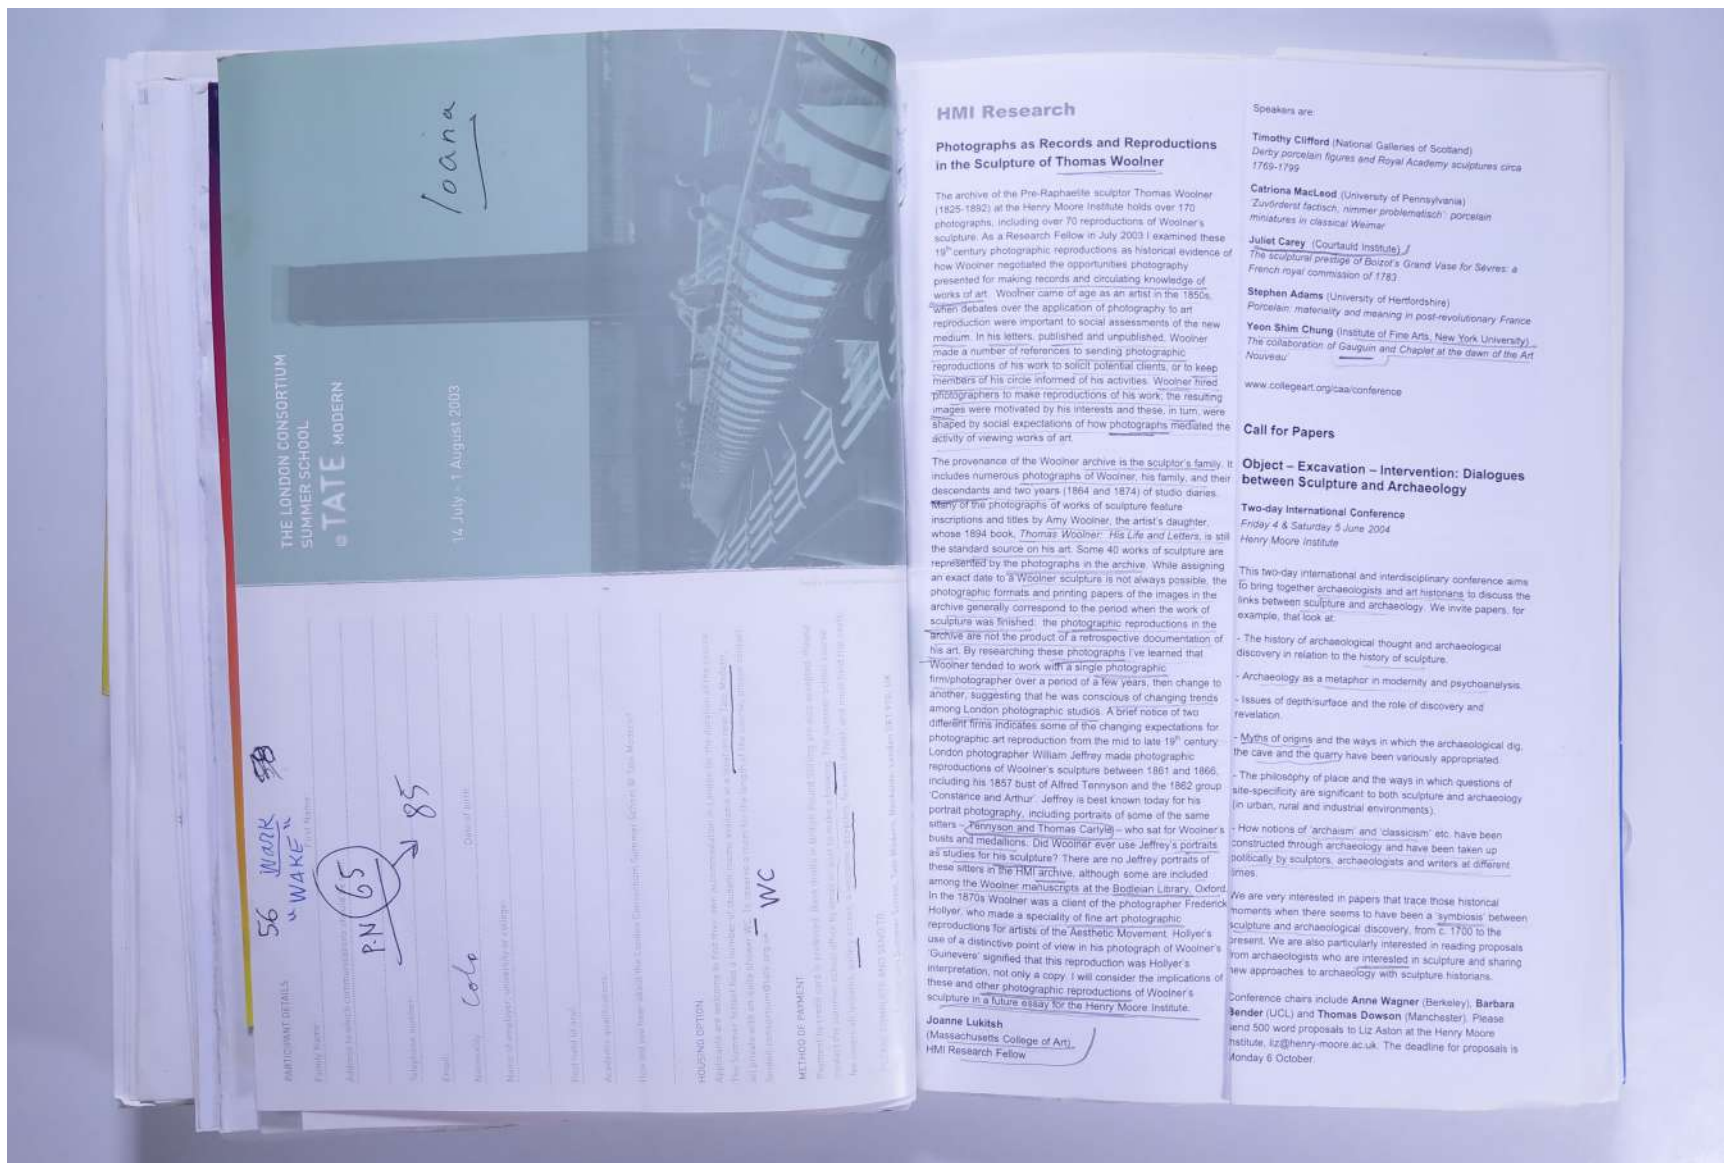 Ioana
THE LONDON CONSORTIUM
SUMMER SCHOOL
@ TATE MODERN
14 July - 1 August 2003
56 Wark
"WAKE"
P.N 65
85
Colo
WC
PARTICIPANT DETAILS
Family Name
First Name
Telephone number
Email
Nationality
Date of birth
HOUSING OPTION
METHOD OF PAYMENT
HMI Research
Photographs as Records and Reproductions
in the Sculpture of Thomas Woolner
The archive of the Pre-Raphaelite sculptor Thomas Woolner
(1825-1892) at the Henry Moore Institute holds over 170
photographs, including over 70 reproductions of Woolner's
sculpture. As a Research Fellow in July 2003 I examined these
19th century photographic reproductions as historical evidence of
how Woolner negotiated the opportunities photography
presented for making records and circulating knowledge of
works of art. Woolner came of age as an artist in the 1850s,
when debates over the application of photography to art
reproduction were important to social assessments of the new
medium. In his letters, published and unpublished, Woolner
made a number of references to sending photographic
reproductions of his work to solicit potential clients, or to keep
members of his circle informed of his activities. Woolner hired
photographers to make reproductions of his work; the resulting
images were motivated by his interests and these, in turn, were
shaped by social expectations of how photographs mediated the
activity of viewing works of art.
The provenance of the Woolner archive is the sculptor's family. It
includes numerous photographs of Woolner, his family, and their
descendants and two years (1864 and 1874) of studio diaries.
Many of the photographs of works of sculpture feature
inscriptions and titles by Amy Woolner, the artist's daughter,
whose 1894 book, Thomas Woolner: His Life and Letters, is still
the standard source on his art. Some 40 works of sculpture are
represented by the photographs in the archive. While assigning
an exact date to a Woolner sculpture is not always possible, the
photographic formats and printing papers of the images in the
archive generally correspond to the period when the work of
sculpture was finished: the photographic reproductions in the
archive are not the product of a retrospective documentation of
his art. By researching these photographs I've learned that
Woolner tended to work with a single photographic
firm/photographer over a period of a few years, then change to
another, suggesting that he was conscious of changing trends
among London photographic studios. A brief notice of two
different firms indicates some of the changing expectations for
photographic art reproduction from the mid to late 19th century.
London photographer William Jeffrey made photographic
reproductions of Woolner's sculpture between 1861 and 1866,
including his 1857 bust of Alfred Tennyson and the 1862 group
'Constance and Arthur'. Jeffrey is best known today for his
portrait photography, including portraits of some of the same
sitters – Tennyson and Thomas Carlyle – who sat for Woolner's
busts and medallions. Did Woolner ever use Jeffrey's portraits
as studies for his sculpture? There are no Jeffrey portraits of
these sitters in the HMI archive, although some are included
among the Woolner manuscripts at the Bodleian Library, Oxford.
In the 1870s Woolner was a client of the photographer Frederick
Hollyer, who made a speciality of fine art photographic
reproductions for artists of the Aesthetic Movement. Hollyer's
use of a distinctive point of view in his photograph of Woolner's
'Guinevere' signified that this reproduction was Hollyer's
interpretation, not only a copy. I will consider the implications of
these and other photographic reproductions of Woolner's
sculpture in a future essay for the Henry Moore Institute.
Joanne Lukitsh
(Massachusetts College of Art)
HMI Research Fellow
Speakers are
Timothy Clifford (National Galleries of Scotland)
Derby porcelain figures and Royal Academy sculptures circa
1769-1799
Catriona MacLeod (University of Pennsylvania)
'Zuvörderst factisch, nimmer problematisch': porcelain
miniatures in classical Weimar
Juliet Carey (Courtauld Institute)
The sculptural prestige of Boizot's Grand Vase for Sèvres: a
French royal commission of 1783
Stephen Adams (University of Hertfordshire)
Porcelain: materiality and meaning in post-revolutionary France
Yeon Shim Chung (Institute of Fine Arts, New York University)
The collaboration of Gauguin and Chaplet at the dawn of the Art
Nouveau
www.collegeart.org/caa/conference
Call for Papers
Object – Excavation – Intervention: Dialogues
between Sculpture and Archaeology
Two-day International Conference
Friday 4 & Saturday 5 June 2004
Henry Moore Institute
This two-day international and interdisciplinary conference aims
to bring together archaeologists and art historians to discuss the
links between sculpture and archaeology. We invite papers, for
example, that look at:
- The history of archaeological thought and archaeological
discovery in relation to the history of sculpture.
- Archaeology as a metaphor in modernity and psychoanalysis.
- Issues of depth/surface and the role of discovery and
revelation.
- Myths of origins and the ways in which the archaeological dig,
the cave and the quarry have been variously appropriated.
- The philosophy of place and the ways in which questions of
site-specificity are significant to both sculpture and archaeology
(in urban, rural and industrial environments).
- How notions of 'archaism' and 'classicism' etc. have been
constructed through archaeology and have been taken up
politically by sculptors, archaeologists and writers at different
times.
We are very interested in papers that trace those historical
moments when there seems to have been a 'symbiosis' between
sculpture and archaeological discovery, from c. 1700 to the
present. We are also particularly interested in reading proposals
from archaeologists who are interested in sculpture and sharing
new approaches to archaeology with sculpture historians.
Conference chairs include Anne Wagner (Berkeley), Barbara
Bender (UCL) and Thomas Dowson (Manchester). Please
send 500 word proposals to Liz Aston at the Henry Moore
Institute, liz@henry-moore.ac.uk. The deadline for proposals is
Monday 6 October.